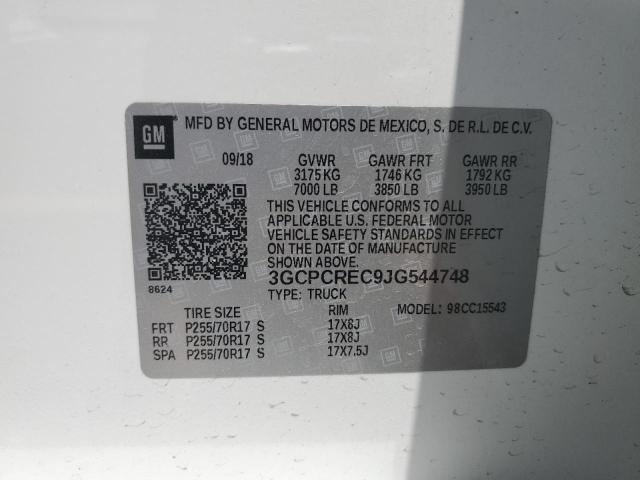 GM MFD BY GENERAL MOTORS DE MEXICO, S. DE R.L. DE C.V.
09/18 GVWR GAWR FRT GAWR RR
3175 KG 1746 KG 1792 KG
7000 LB 3850 LB 3950 LB
THIS VEHICLE CONFORMS TO ALL
APPLICABLE U.S. FEDERAL MOTOR
VEHICLE SAFETY STANDARDS IN EFFECT
ON THE DATE OF MANUFACTURE
SHOWN ABOVE.
8624
3GCPCREC9JG544748
TYPE: TRUCK
TIRE SIZE RIM MODEL: 98CC15543
FRT P255/70R17 S 17X8J
RR P255/70R17 S 17X8J
SPA P255/70R17 S 17X7.5J